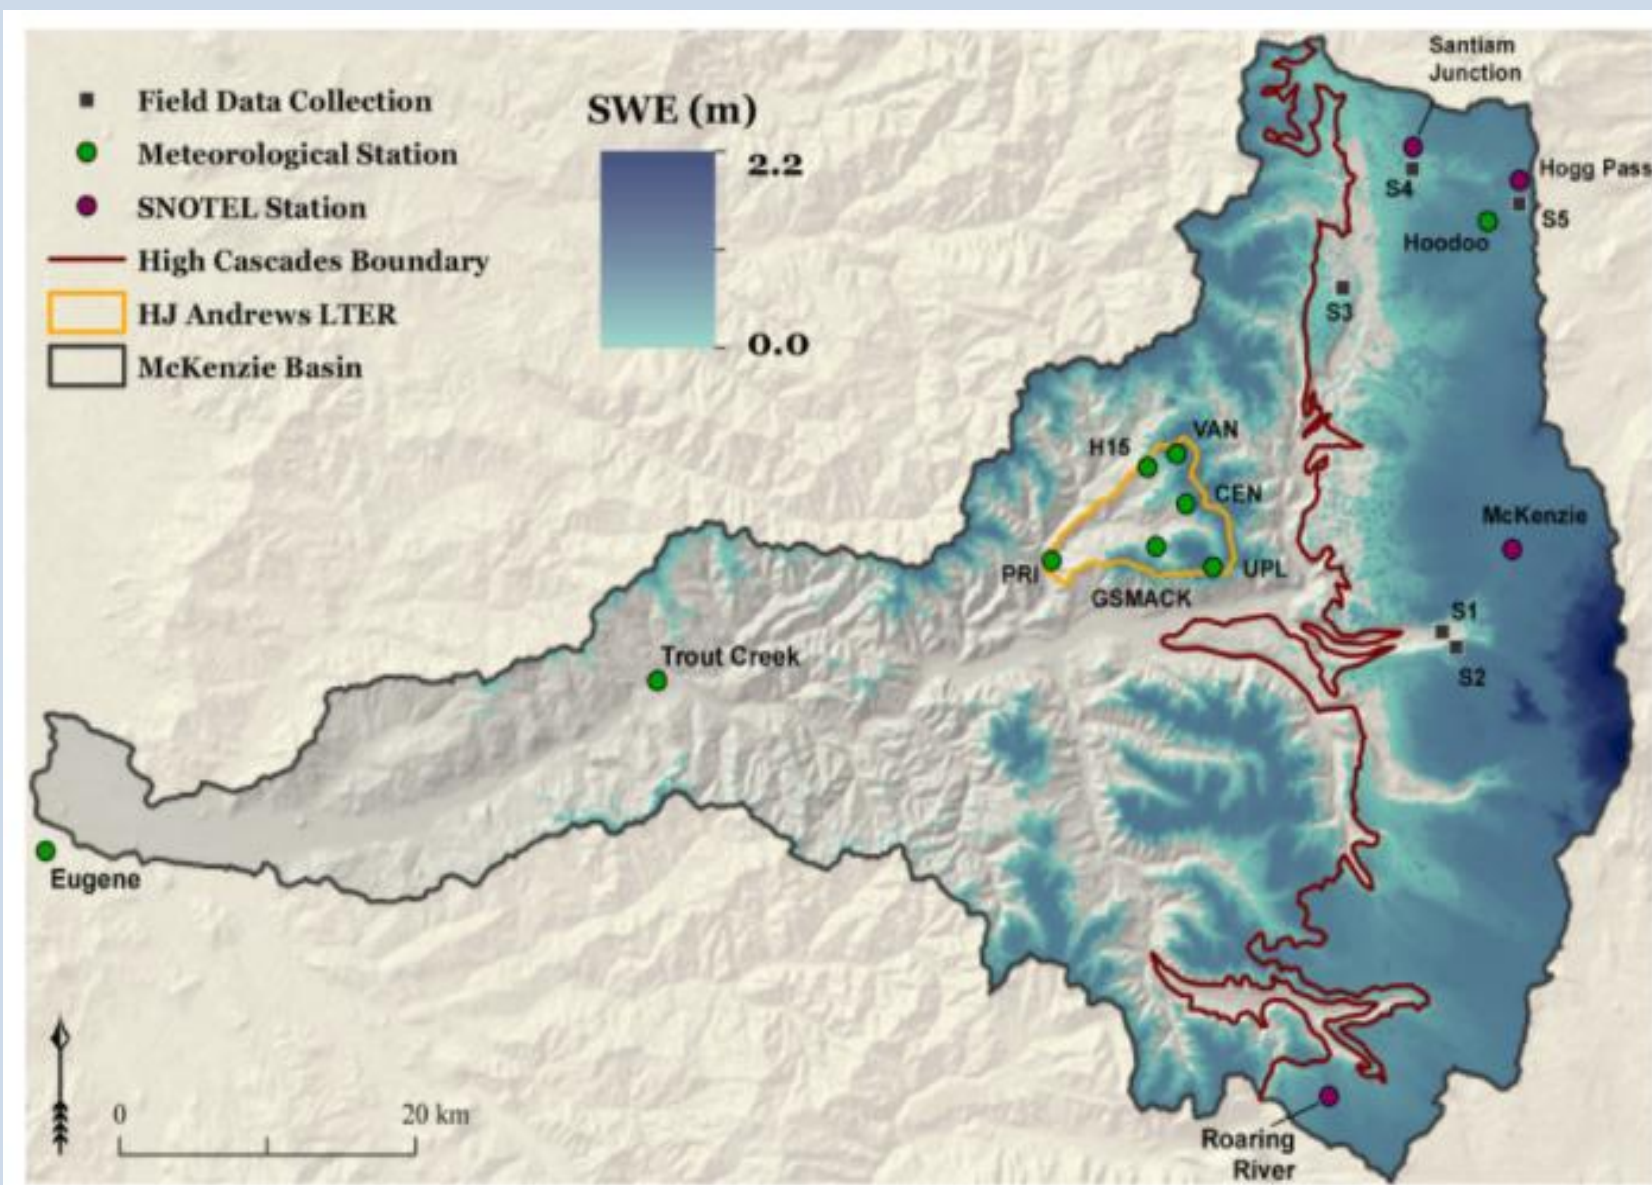 Field Data Collection
Meteorological Station
SNOTEL Station
High Cascades Boundary
HJ Andrews LTER
McKenzie Basin
SWE (m)
2.2
0.0
Santiam
Junction
Hogg Pass
S4
S5
Hoodoo
S3
VAN
H15
CEN
McKenzie
PRI
UPL
GSMACK
S1
S2
Trout Creek
Eugene
0
20 km
Roaring
River